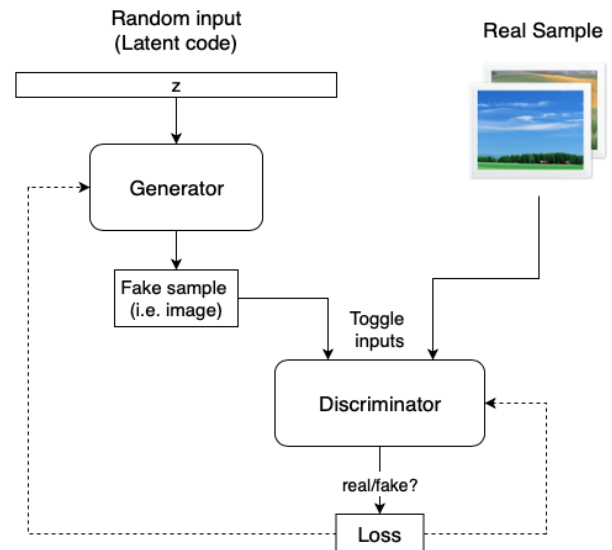 Random input
(Latent code)
Real Sample
z
Generator
Fake sample
(i.e. image)
Toggle
inputs
Discriminator
real/fake?
Loss